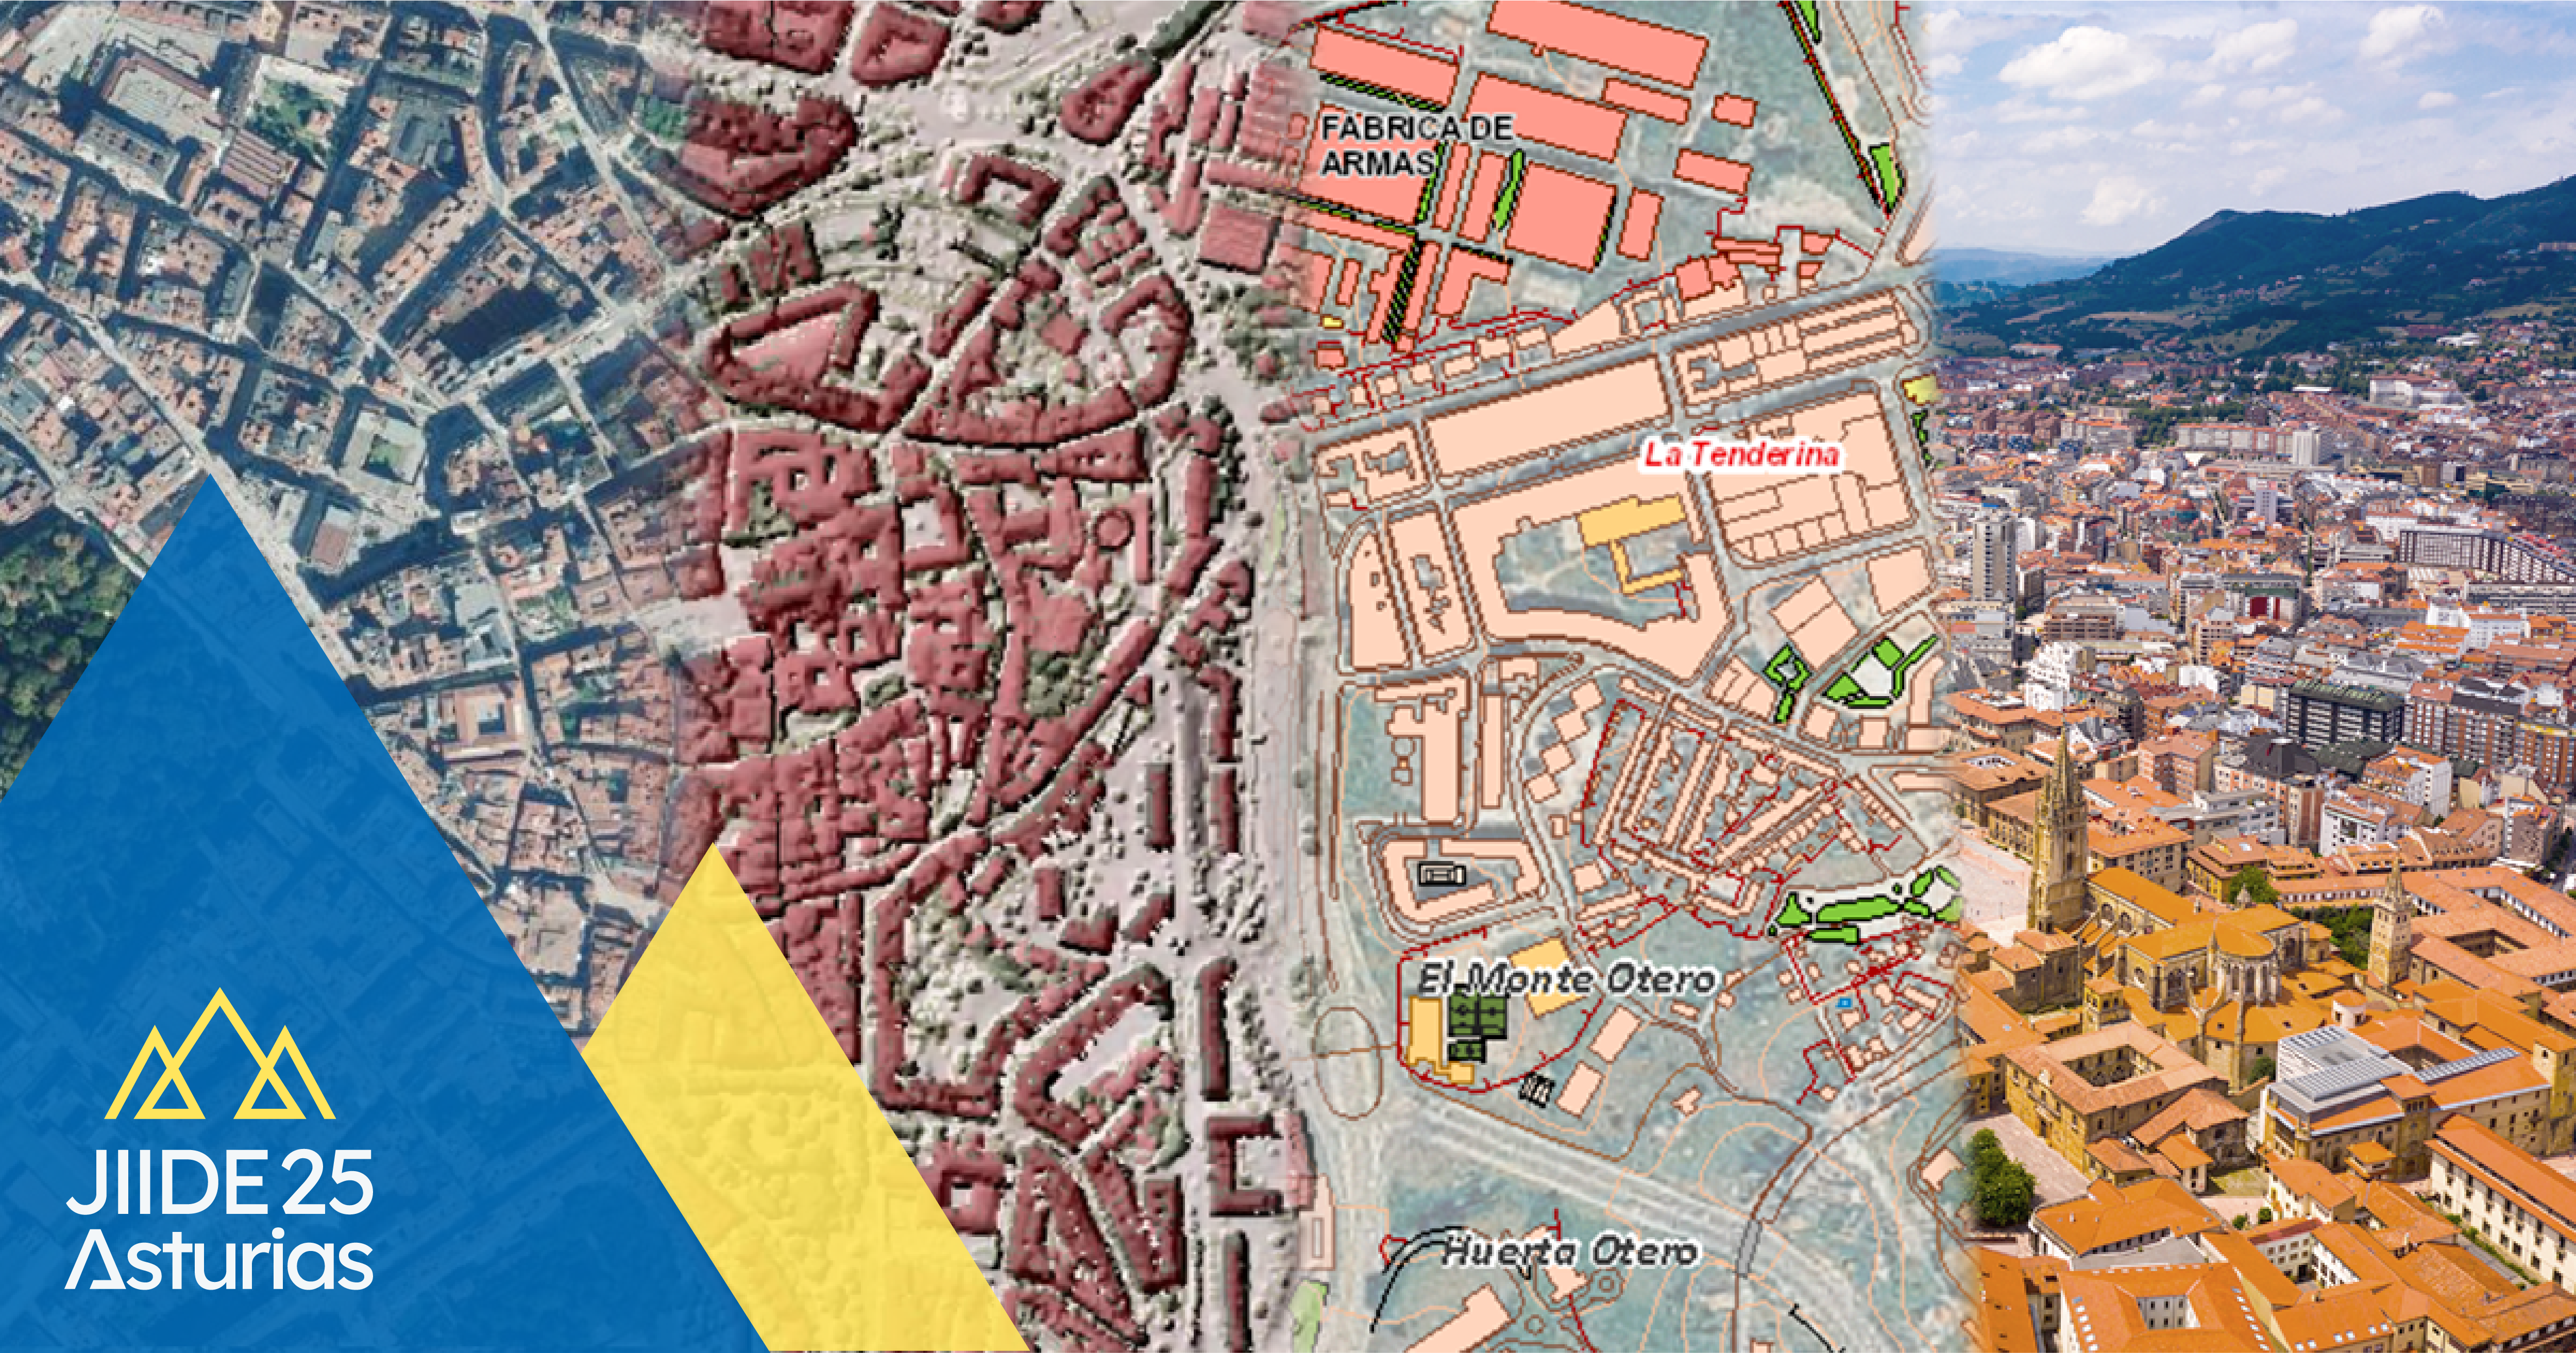 FABRICA DE
ARMAS
La Tenderina
El Monte Otero
Huerta Otero
JIIDE 25
Asturias